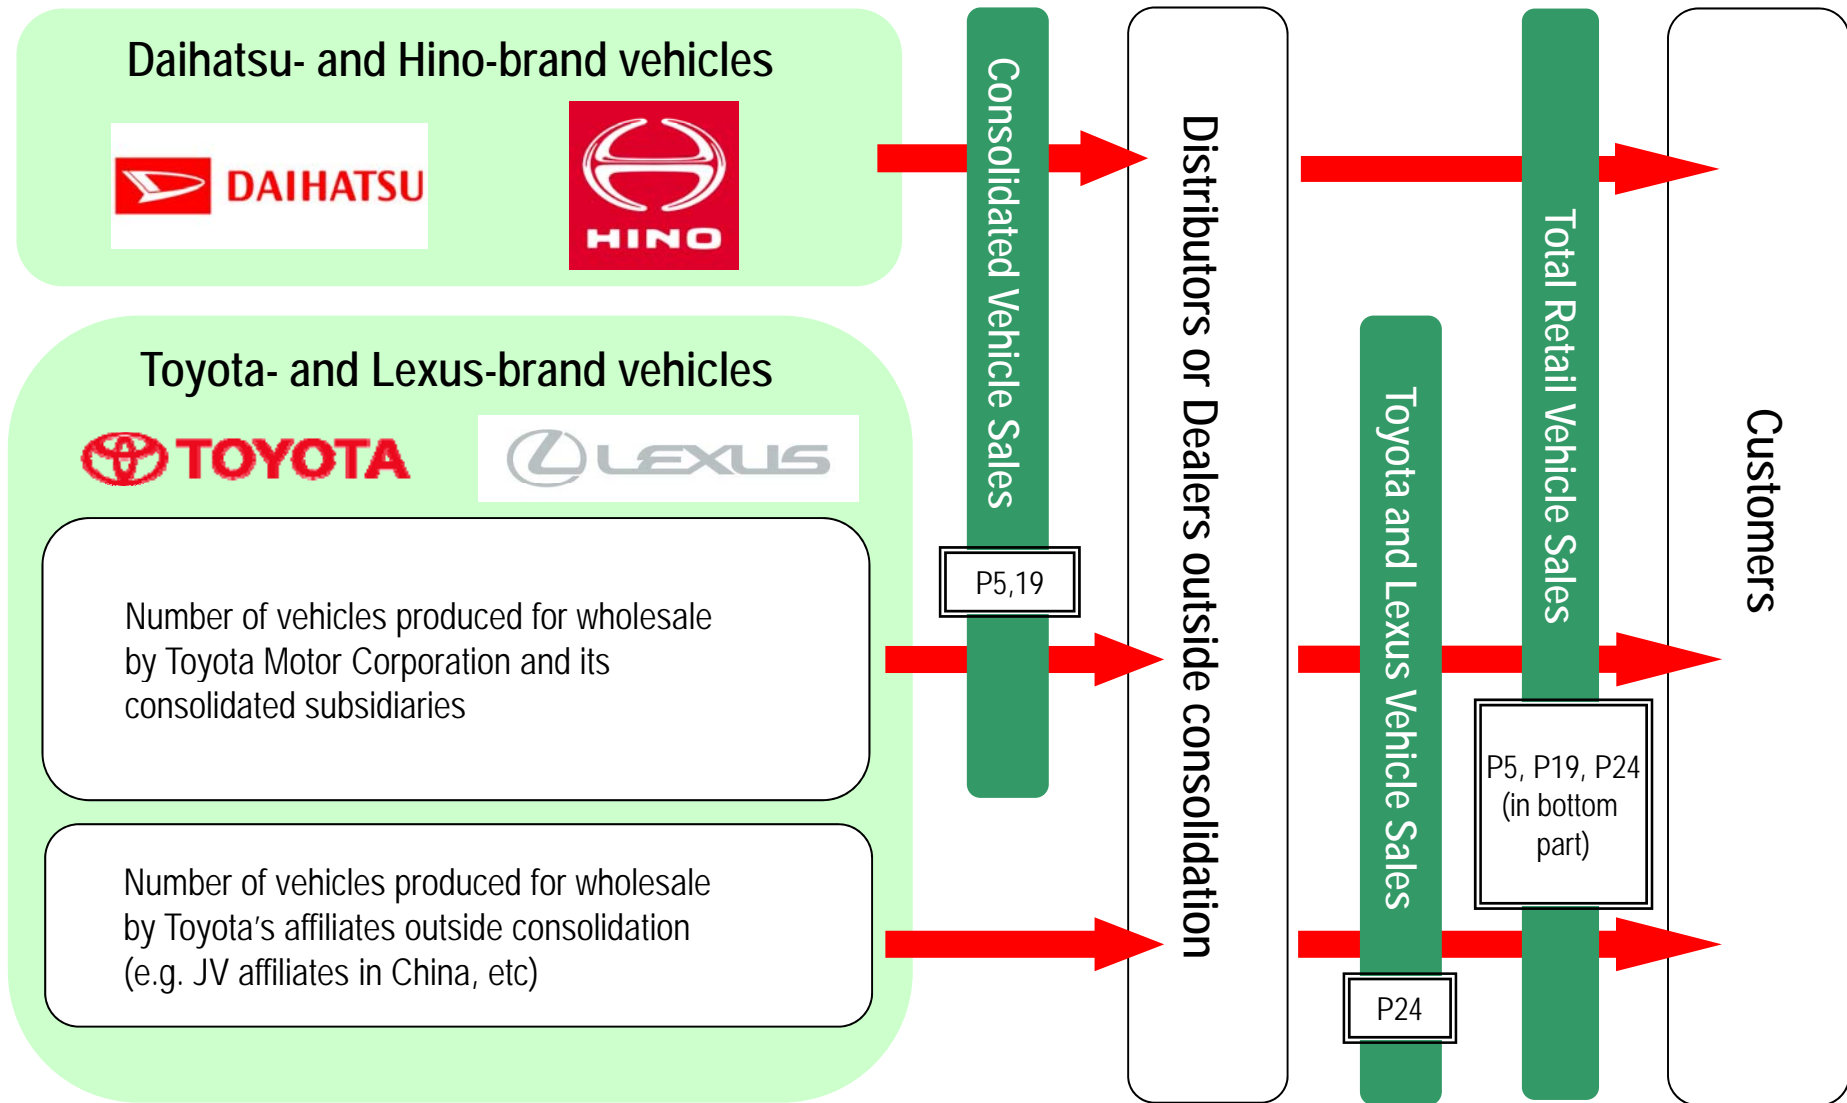 Daihatsu- and Hino-brand vehicles
DAIHATSU
HINO
Toyota- and Lexus-brand vehicles
TOYOTA
LEXUS
Number of vehicles produced for wholesale
by Toyota Motor Corporation and its
consolidated subsidiaries
Number of vehicles produced for wholesale
by Toyota's affiliates outside consolidation
(e.g. JV affiliates in China, etc)
Consolidated Vehicle Sales
P5,19
Distributors or Dealers outside consolidation
Toyota and Lexus Vehicle Sales
P24
Total Retail Vehicle Sales
P5, P19, P24
(in bottom
part)
Customers